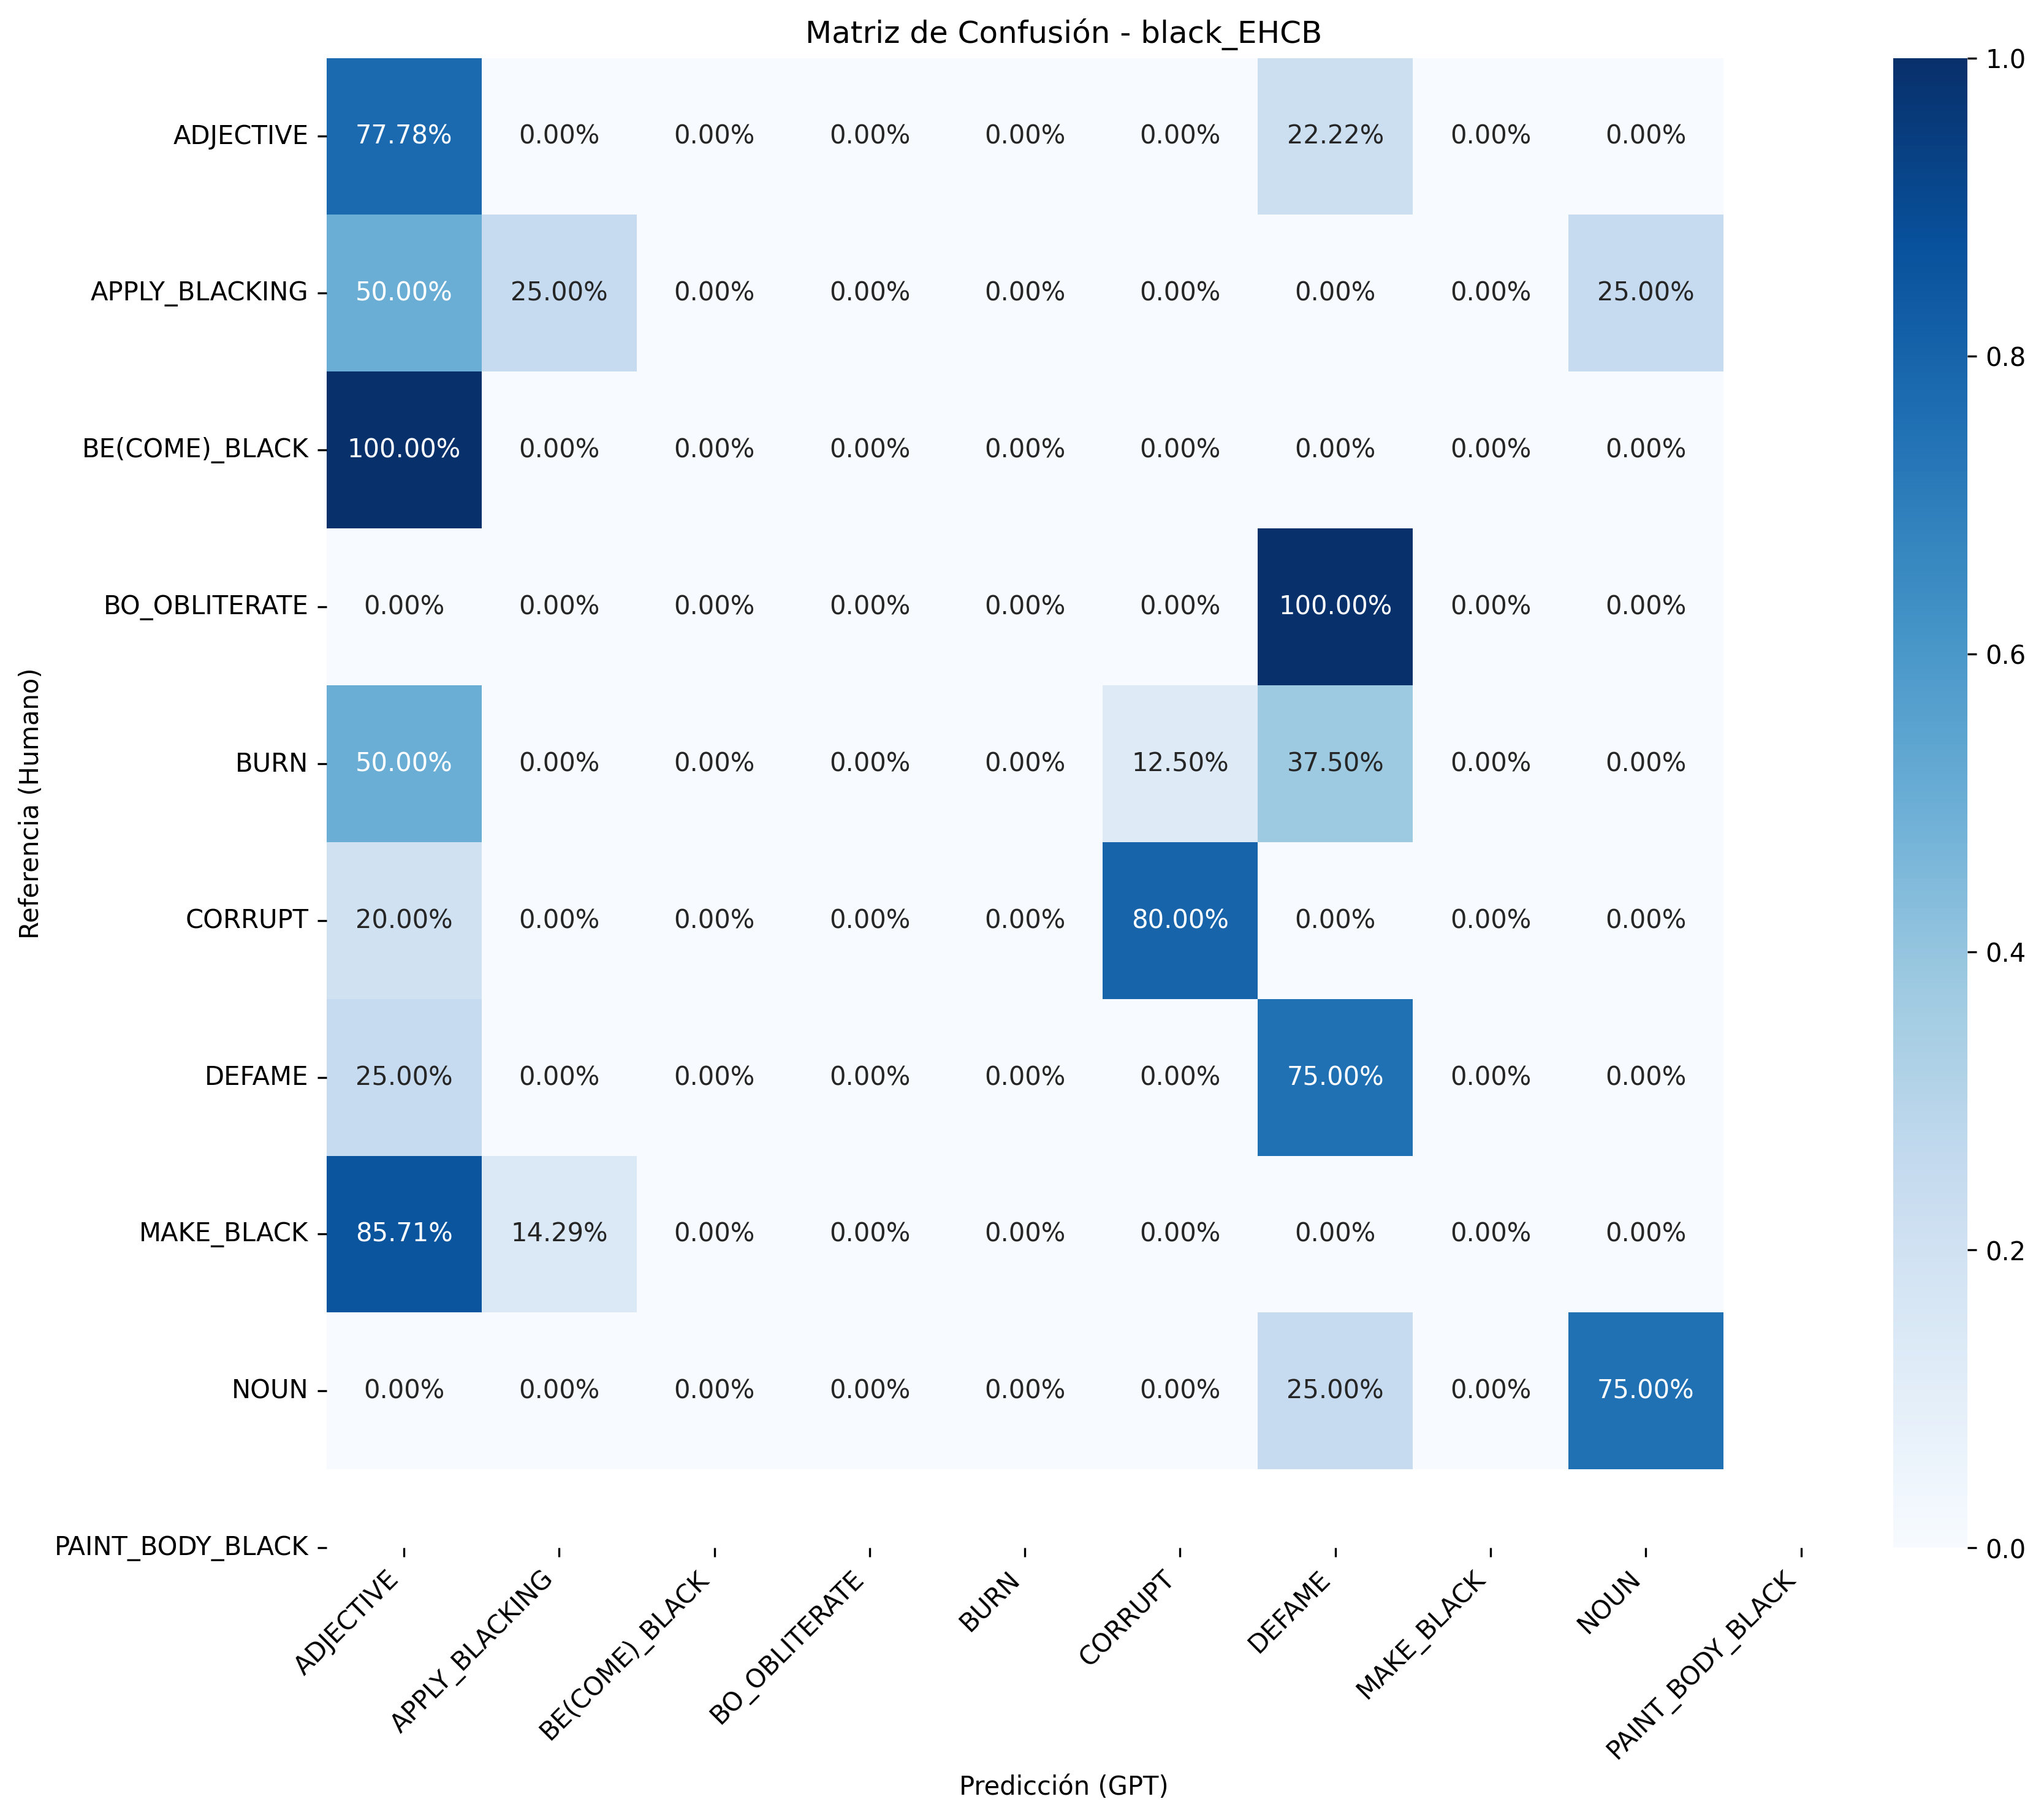 Matriz de Confusión - black_EHCB
ADJECTIVE 77.78% 0.00% 0.00% 0.00% 0.00% 0.00% 22.22% 0.00% 0.00%
APPLY_BLACKING 50.00% 25.00% 0.00% 0.00% 0.00% 0.00% 0.00% 0.00% 25.00%
BE(COME)_BLACK 100.00% 0.00% 0.00% 0.00% 0.00% 0.00% 0.00% 0.00% 0.00%
BO_OBLITERATE 0.00% 0.00% 0.00% 0.00% 0.00% 0.00% 100.00% 0.00% 0.00%
BURN 50.00% 0.00% 0.00% 0.00% 0.00% 12.50% 37.50% 0.00% 0.00%
CORRUPT 20.00% 0.00% 0.00% 0.00% 0.00% 80.00% 0.00% 0.00% 0.00%
DEFAME 25.00% 0.00% 0.00% 0.00% 0.00% 0.00% 75.00% 0.00% 0.00%
MAKE_BLACK 85.71% 14.29% 0.00% 0.00% 0.00% 0.00% 0.00% 0.00% 0.00%
NOUN 0.00% 0.00% 0.00% 0.00% 0.00% 0.00% 25.00% 0.00% 75.00%
PAINT_BODY_BLACK
Referencia (Humano)
ADJECTIVE
APPLY_BLACKING
BE(COME)_BLACK
BO_OBLITERATE
BURN
CORRUPT
DEFAME
MAKE_BLACK
NOUN
PAINT_BODY_BLACK
Predicción (GPT)
1.0
0.8
0.6
0.4
0.2
0.0